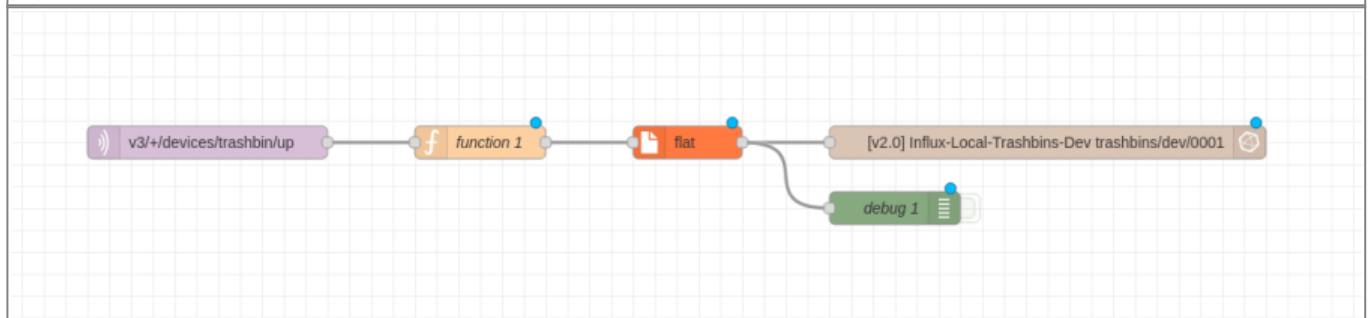 v3/+/devices/trashbin/up
function 1
flat
[v2.0] Influx-Local-Trashbins-Dev trashbins/dev/0001
debug 1